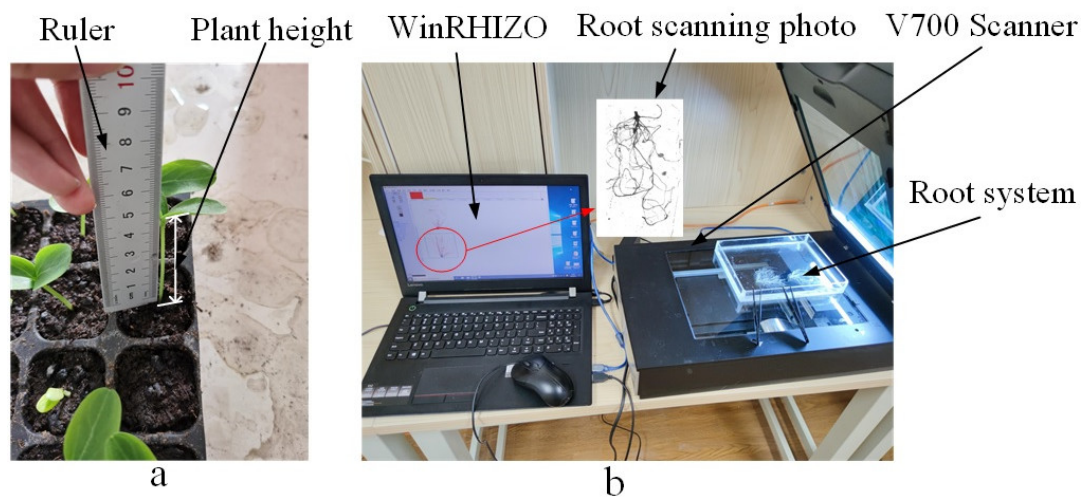 Ruler
Plant height
WinRHIZO
Root scanning photo
V700 Scanner
Root system
10
9
8
7
6
5
4
3
2
1
a
b